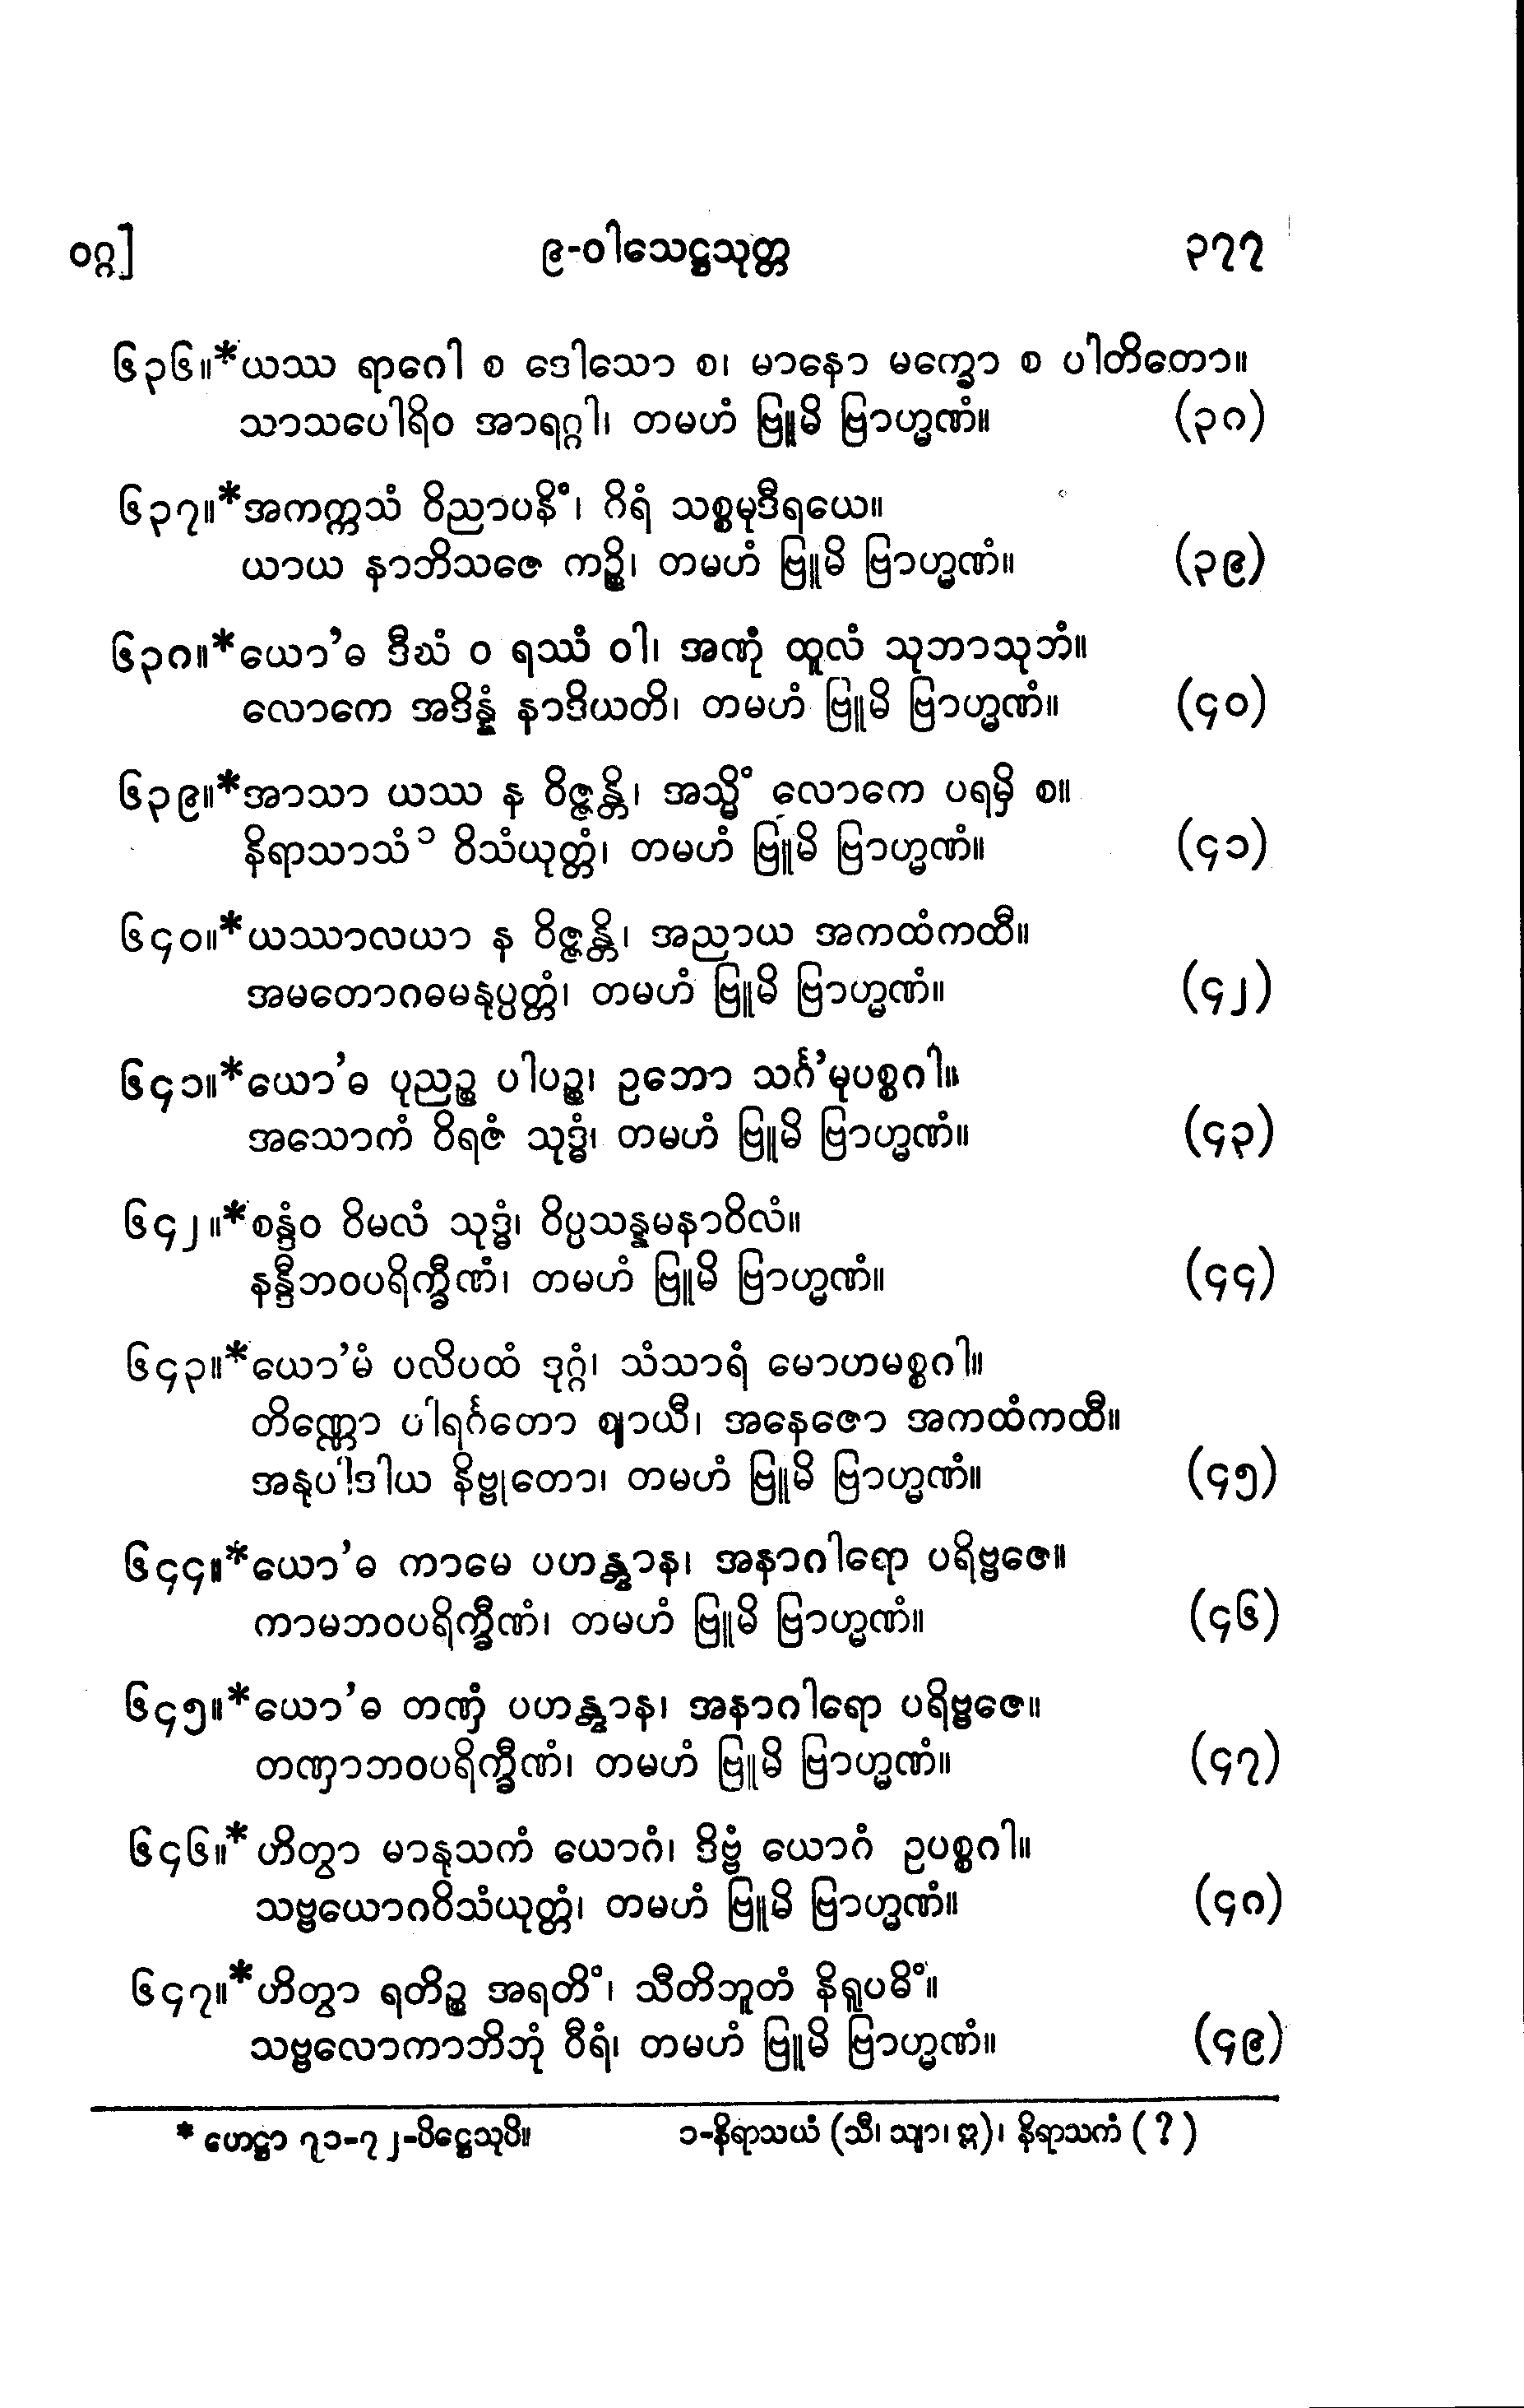 ဝဂ္ဂ] ၉-ဝါသေဋ္ဌသုတ္တ ၃၇၇
၆၃၆။*ယဿ ရာဂေါ စ ဒေါသော စ၊ မာနော မက္ခော စ ပါတိတော။
သာသပေါရိဝ အာရဂ္ဂါ၊ တမဟံ ဗြူမိ ဗြာဟ္မဏံ။ (၃၈)
၆၃၇။*အကက္ကသံ ဝိညာပနိံ၊ ဂိရံ သစ္စမုဒီရယေ။
ယာယ နာဘိသဇေ ကဉ္စိ၊ တမဟံ ဗြူမိ ဗြာဟ္မဏံ။ (၃၉)
၆၃၈။*ယော’ဓ ဒီဃံ ဝ ရဿံ ဝါ၊ အဏုံ ထူလံ သုဘာသုဘံ။
လောကေ အဒိန္နံ နာဒိယတိ၊ တမဟံ ဗြူမိ ဗြာဟ္မဏံ။ (၄၀)
၆၃၉။*အာသာ ယဿ န ဝိဇ္ဇန္တိ၊ အသ္မိံ လောကေ ပရမှိ စ။
နိရာသာသံ၁ ဝိသံယုတ္တံ၊ တမဟံ ဗြူမိ ဗြာဟ္မဏံ။ (၄၁)
၆၄၀။*ယဿာလယာ န ဝိဇ္ဇန္တိ၊ အညာယ အကထံကထီ။
အမတောဂဓမနုပ္ပတ္တံ၊ တမဟံ ဗြူမိ ဗြာဟ္မဏံ။ (၄၂)
၆၄၁။*ယော’ဓ ပုညဉ္စ ပါပဉ္စ၊ ဥဘော သင်္ဂ’မုပစ္စဂါ။
အသောကံ ဝိရဇံ သုဒ္ဓံ၊ တမဟံ ဗြူမိ ဗြာဟ္မဏံ။ (၄၃)
၆၄၂။*စန္ဒံဝ ဝိမလံ သုဒ္ဓံ၊ ဝိပ္ပသန္နမနာဝိလံ။
နန္ဒီဘဝပရိက္ခီဏံ၊ တမဟံ ဗြူမိ ဗြာဟ္မဏံ။ (၄၄)
၆၄၃။*ယော’မံ ပလိပထံ ဒုဂ္ဂံ၊ သံသာရံ မောဟမစ္စဂါ။
တိဏ္ဏော ပါရင်္ဂတော ဈာယီ၊ အနေဇော အကထံကထီ။
အနုပါဒါယ နိဗ္ဗုတော၊ တမဟံ ဗြူမိ ဗြာဟ္မဏံ။ (၄၅)
၆၄၄။*ယော’ဓ ကာမေ ပဟန္တွာန၊ အနာဂါရော ပရိဗ္ဗဇေ။
ကာမဘဝပရိက္ခီဏံ၊ တမဟံ ဗြူမိ ဗြာဟ္မဏံ။ (၄၆)
၆၄၅။*ယော’ဓ တဏှံ ပဟန္တွာန၊ အနာဂါရော ပရိဗ္ဗဇေ။
တဏှာဘဝပရိက္ခီဏံ၊ တမဟံ ဗြူမိ ဗြာဟ္မဏံ။ (၄၇)
၆၄၆။*ဟိတွာ မာနုသကံ ယောဂံ၊ ဒိဗ္ဗံ ယောဂံ ဥပစ္စဂါ။
သဗ္ဗယောဂဝိသံယုတ္တံ၊ တမဟံ ဗြူမိ ဗြာဟ္မဏံ။ (၄၈)
၆၄၇။*ဟိတွာ ရတိဉ္စ အရတိံ၊ သီတိဘူတံ နိရူပဓိံ။
သဗ္ဗလောကာဘိဘုံ ဝီရံ၊ တမဟံ ဗြူမိ ဗြာဟ္မဏံ။ (၄၉)
* ဟေဋ္ဌာ ၇၁-၇၂-ပိဋ္ဌေသုပိ။ ၁-နိရာသယံ (သီ၊ သျာ၊ ဣ)၊ နိရာသကံ (?)